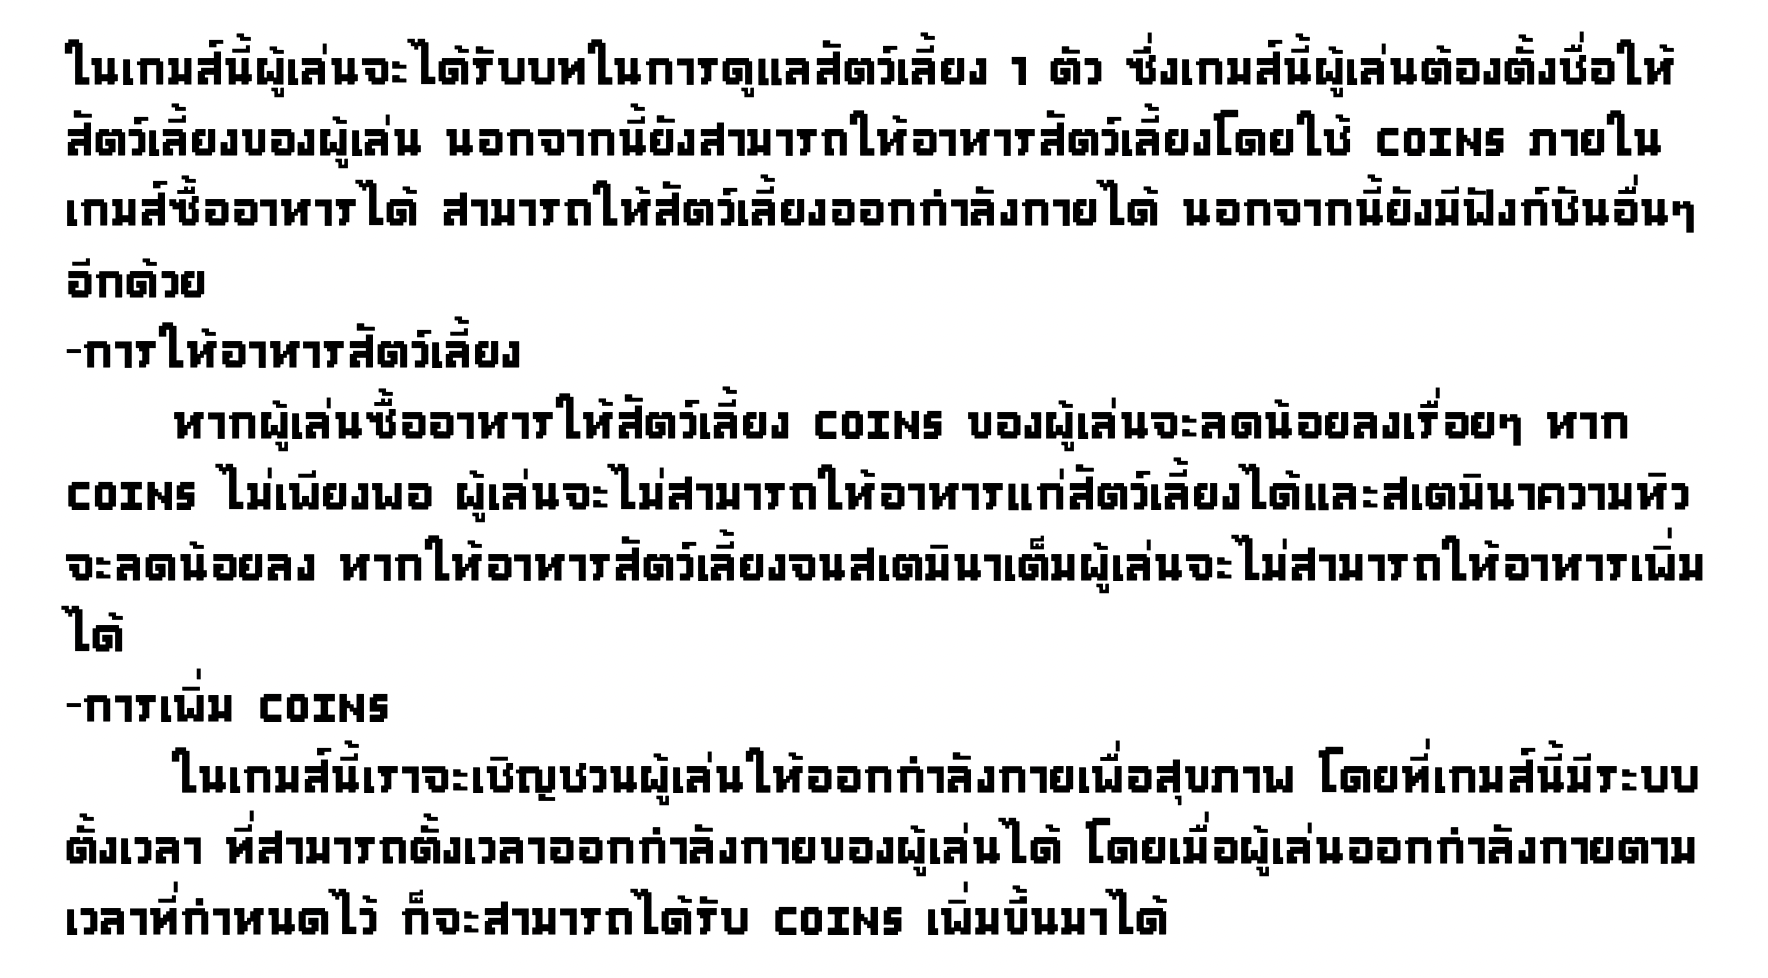 ในเกมส์นี้ผู้เล่นจะได้รับบทในการดูแลสัตว์เลี้ยง 1 ตัว ซึ่งเกมส์นี้ผู้เล่นต้องตั้งชื่อให้
สัตว์เลี้ยงของผู้เล่น นอกจากนี้ยังสามารถให้อาหารสัตว์เลี้ยงโดยใช้ COINS ภายใน
เกมส์ซื้ออาหารได้ สามารถให้สัตว์เลี้ยงออกกำลังกายได้ นอกจากนี้ยังมีฟังก์ชันอื่นๆ
อีกด้วย
-การให้อาหารสัตว์เลี้ยง
หากผู้เล่นซื้ออาหารให้สัตว์เลี้ยง COINS ของผู้เล่นจะลดน้อยลงเรื่อยๆ หาก
COINS ไม่เพียงพอ ผู้เล่นจะไม่สามารถให้อาหารแก่สัตว์เลี้ยงได้และสเตมินาความหิว
จะลดน้อยลง หากให้อาหารสัตว์เลี้ยงจนสเตมินาเต็มผู้เล่นจะไม่สามารถให้อาหารเพิ่ม
ได้
-การเพิ่ม COINS
ในเกมส์นี้เราจะเชิญชวนผู้เล่นให้ออกกำลังกายเพื่อสุขภาพ โดยที่เกมส์นี้มีระบบ
ตั้งเวลา ที่สามารถตั้งเวลาออกกำลังกายของผู้เล่นได้ โดยเมื่อผู้เล่นออกกำลังกายตาม
เวลาที่กำหนดไว้ ก็จะสามารถได้รับ COINS เพิ่มขึ้นมาได้